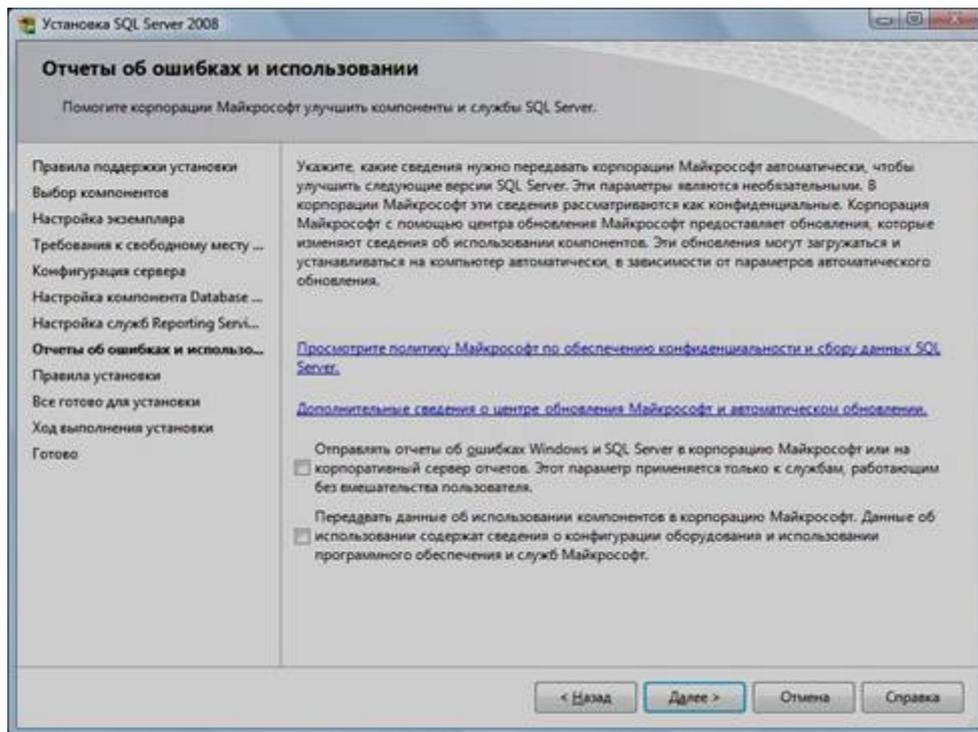 Установка SQL Server 2008
Отчеты об ошибках и использовании
Помогите корпорации Майкрософт улучшить компоненты и службы SQL Server.
Правила поддержки установки
Выбор компонентов
Настройка экземпляра
Требования к свободному месту ...
Конфигурация сервера
Настройка компонента Database ...
Настройка служб Reporting Servi...
Отчеты об ошибках и использо...
Правила установки
Все готово для установки
Ход выполнения установки
Готово
Укажите, какие сведения нужно передавать корпорации Майкрософт автоматически, чтобы
улучшить следующие версии SQL Server. Эти параметры являются необязательными. В
корпорации Майкрософт эти сведения рассматриваются как конфиденциальные. Корпорация
Майкрософт с помощью центра обновления Майкрософт предоставляет обновления, которые
изменяют сведения об использовании компонентов. Эти обновления могут загружаться и
устанавливаться на компьютер автоматически, в зависимости от параметров автоматического
обновления.
Просмотрите политику Майкрософт по обеспечению конфиденциальности и сбору данных SQL
Server.
Дополнительные сведения о центре обновления Майкрософт и автоматическом обновлении.
Отправлять отчеты об ошибках Windows и SQL Server в корпорацию Майкрософт или на
корпоративный сервер отчетов. Этот параметр применяется только к службам, работающим
без вмешательства пользователя.
Передавать данные об использовании компонентов в корпорацию Майкрософт. Данные об
использовании содержат сведения о конфигурации оборудования и использовании
программного обеспечения и служб Майкрософт.
< Назад
Далее >
Отмена
Справка